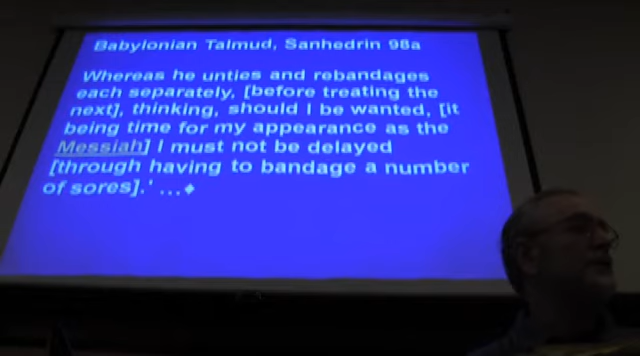 Babylonian Talmud, Sanhedrin 98a
Whereas he unties and rebandages
each separately, [before treating the
next], thinking, should I be wanted, [it
being time for my appearance as the
Messiah] I must not be delayed
[through having to bandage a number
of sores].' ...♦